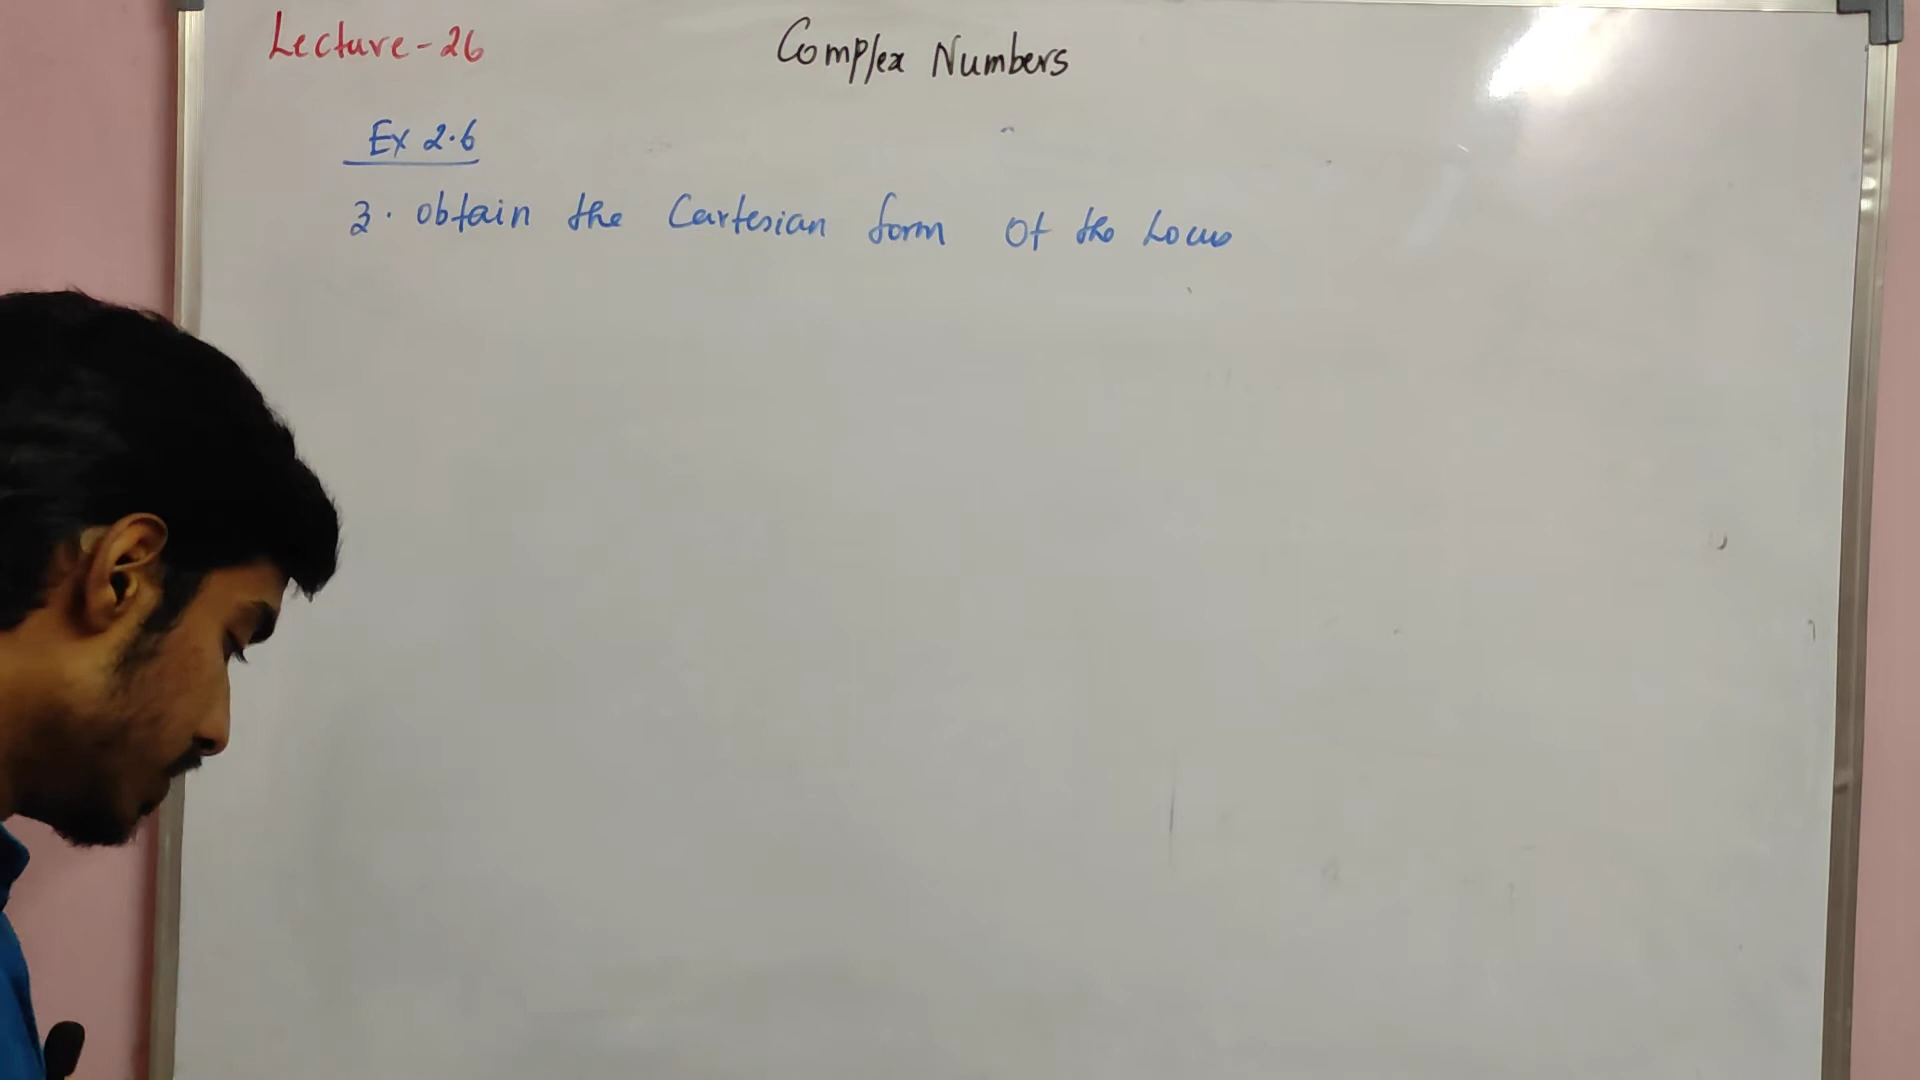 Lecture-26
Complex Numbers
Ex 2.6
3. obtain the Cartesian form of the Locus